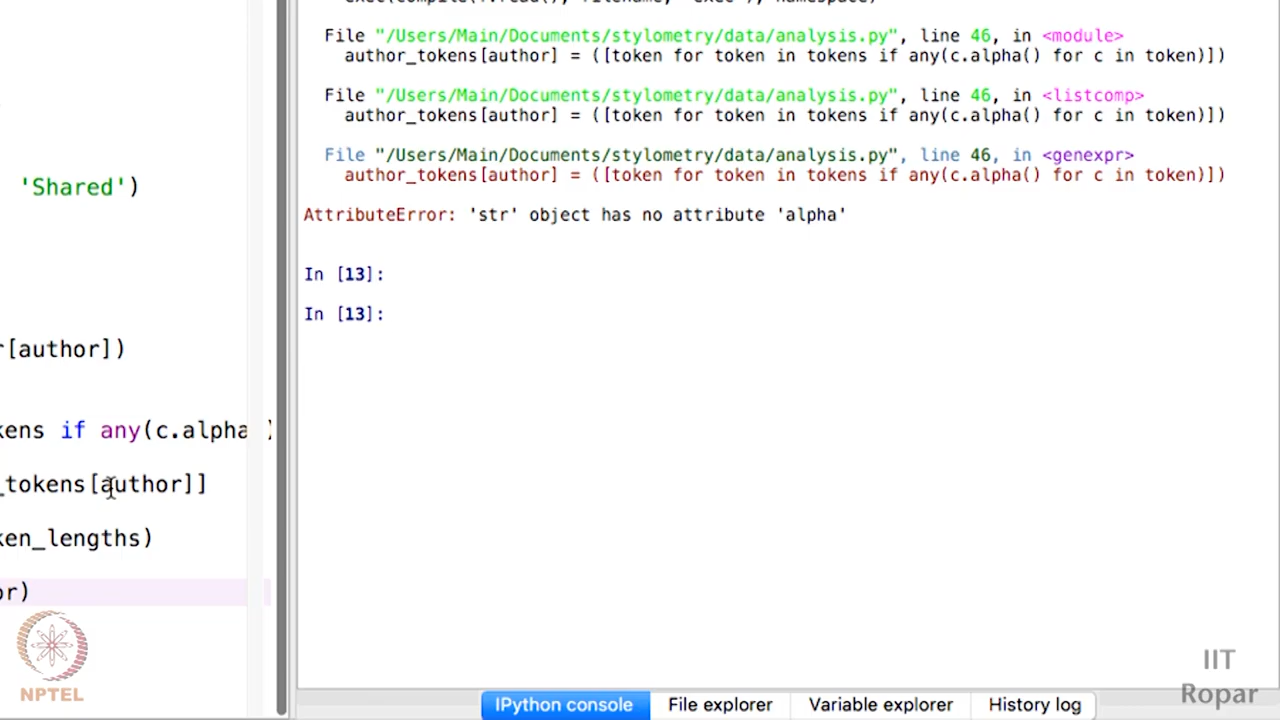 File "/Users/Main/Documents/stylometry/data/analysis.py", line 46, in <module>
author_tokens[author] = ([token for token in tokens if any(c.alpha() for c in token)])
File "/Users/Main/Documents/stylometry/data/analysis.py", line 46, in <listcomp>
author_tokens[author] = ([token for token in tokens if any(c.alpha() for c in token)])
File "/Users/Main/Documents/stylometry/data/analysis.py", line 46, in <genexpr>
author_tokens[author] = ([token for token in tokens if any(c.alpha() for c in token)])
AttributeError: 'str' object has no attribute 'alpha'
In [13]:
In [13]:
'Shared')
r[author])
kens if any(c.alpha
_tokens[author]]
ken_lengths)
or)
NPTEL
IIT
Ropar
IPython console
File explorer
Variable explorer
History log